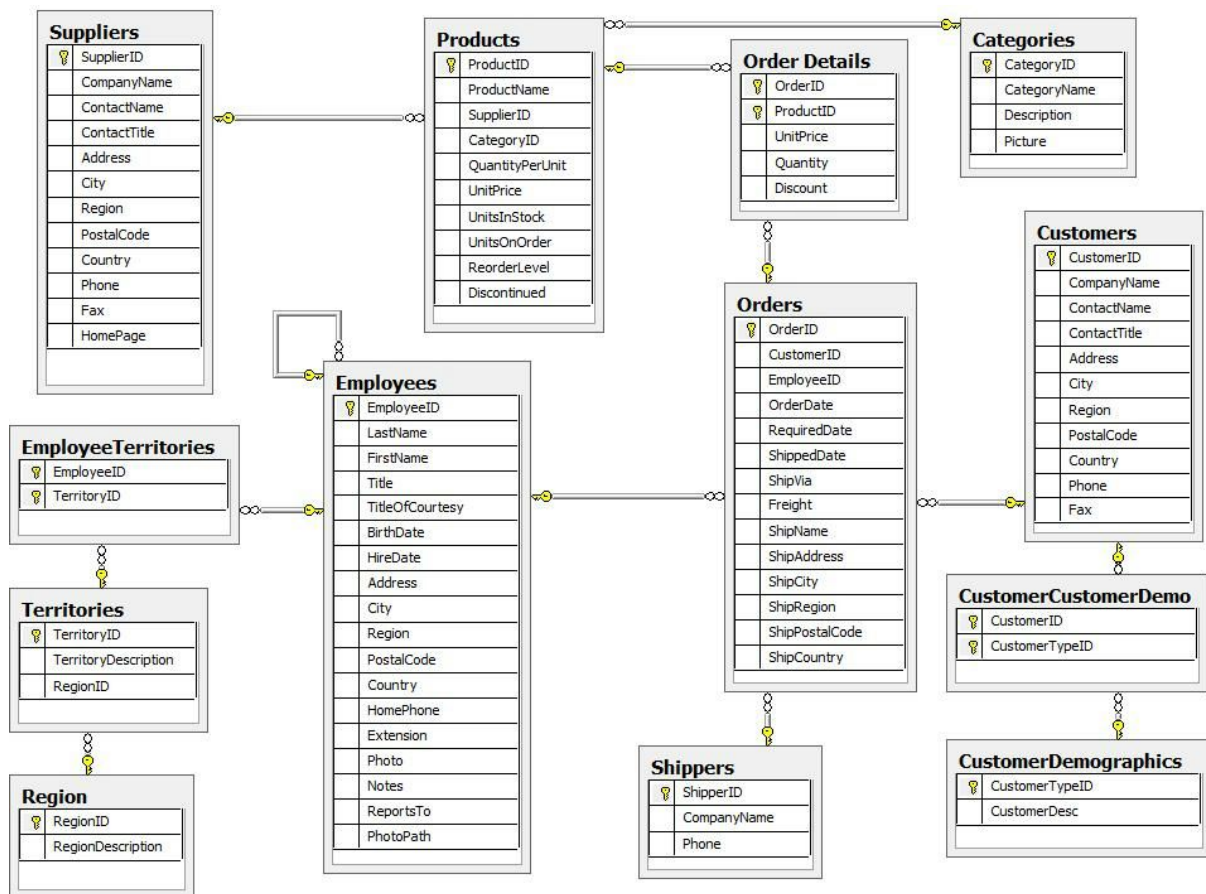 Suppliers
SupplierID
CompanyName
ContactName
ContactTitle
Address
City
Region
PostalCode
Country
Phone
Fax
HomePage
Products
ProductID
ProductName
SupplierID
CategoryID
QuantityPerUnit
UnitPrice
UnitsInStock
UnitsOnOrder
ReorderLevel
Discontinued
Order Details
OrderID
ProductID
UnitPrice
Quantity
Discount
Categories
CategoryID
CategoryName
Description
Picture
Employees
EmployeeID
LastName
FirstName
Title
TitleOfCourtesy
BirthDate
HireDate
Address
City
Region
PostalCode
Country
HomePhone
Extension
Photo
Notes
ReportsTo
PhotoPath
Orders
OrderID
CustomerID
EmployeeID
OrderDate
RequiredDate
ShippedDate
ShipVia
Freight
ShipName
ShipAddress
ShipCity
ShipRegion
ShipPostalCode
ShipCountry
Customers
CustomerID
CompanyName
ContactName
ContactTitle
Address
City
Region
PostalCode
Country
Phone
Fax
EmployeeTerritories
EmployeeID
TerritoryID
Territories
TerritoryID
TerritoryDescription
RegionID
Region
RegionID
RegionDescription
Shippers
ShipperID
CompanyName
Phone
CustomerCustomerDemo
CustomerID
CustomerTypeID
CustomerDemographics
CustomerTypeID
CustomerDesc